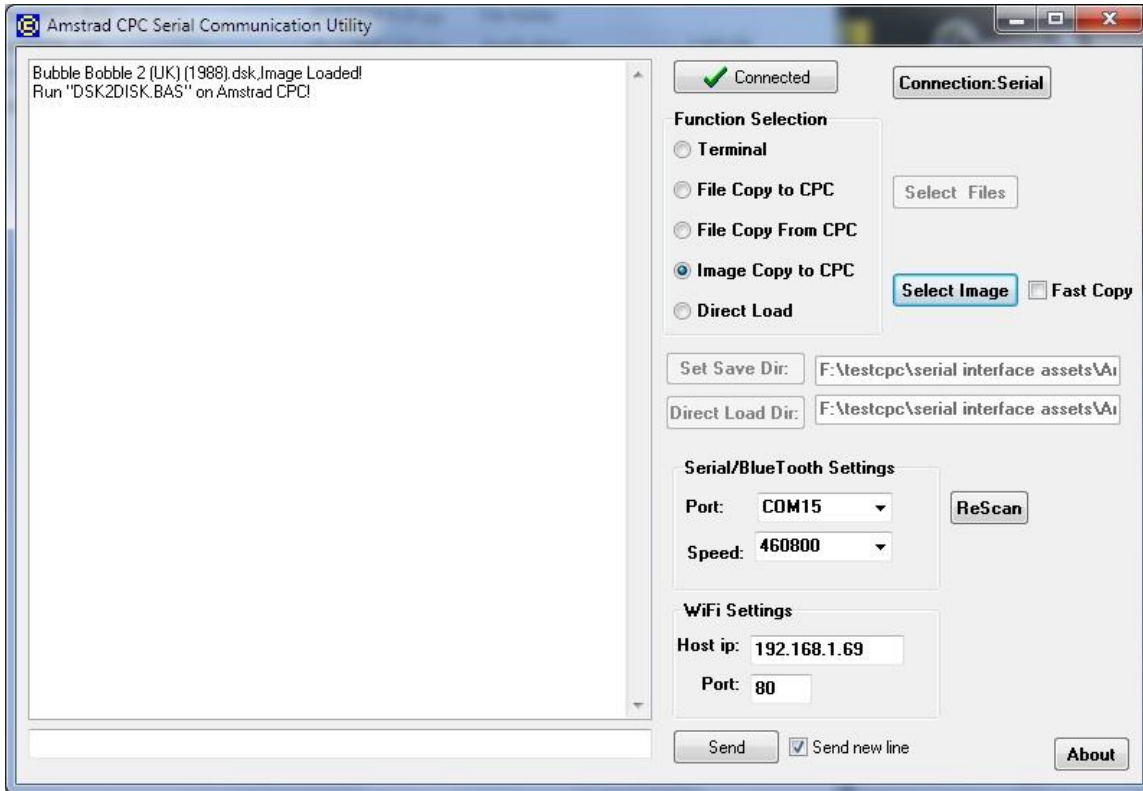 Amstrad CPC Serial Communication Utility
Bubble Bobble 2 (UK) (1988).dsk,Image Loaded!
Run "DSK2DISK.BAS" on Amstrad CPC!
Connected
Connection:Serial
Function Selection
Terminal
File Copy to CPC
Select Files
File Copy From CPC
Image Copy to CPC
Select Image
Fast Copy
Direct Load
Set Save Dir:
F:\testcpc\serial interface assets\
Direct Load Dir:
F:\testcpc\serial interface assets\
Serial/BlueTooth Settings
Port:
COM15
ReScan
Speed:
460800
WiFi Settings
Host ip:
192.168.1.69
Port:
80
Send
Send new line
About